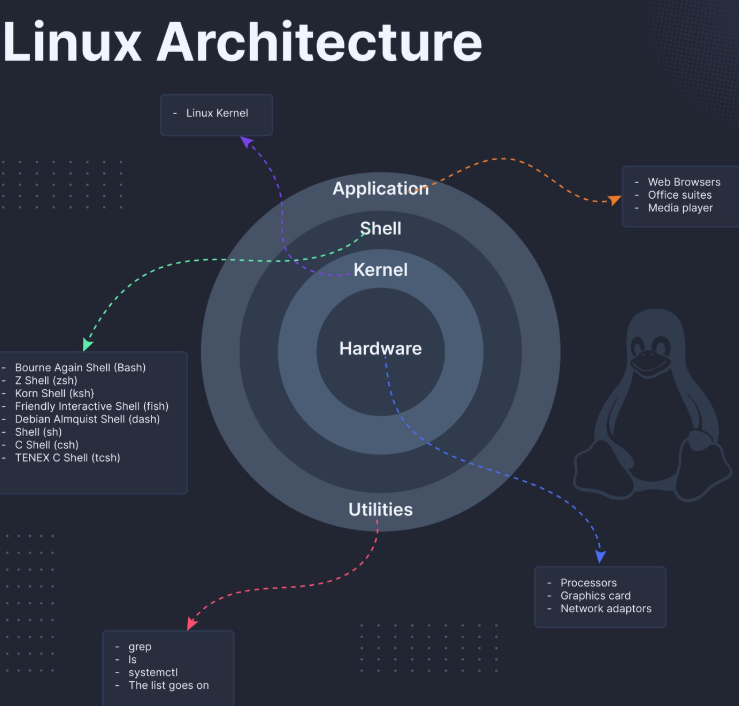 Linux Architecture
- Linux Kernel
Application
- Web Browsers
- Office suites
- Media player
Shell
Kernel
Hardware
- Bourne Again Shell (Bash)
- Z Shell (zsh)
- Korn Shell (ksh}
- Friendly Interactive Shell (fish)
- Debian Almquist Shell (dash)
- Shell (sh)
- C Shell (csh)
- TENEX C Shell (tcsh)
Utilities
- Processors
- Graphics card
- Network adaptors
- grep
- ls
- systemctl
- The list goes on